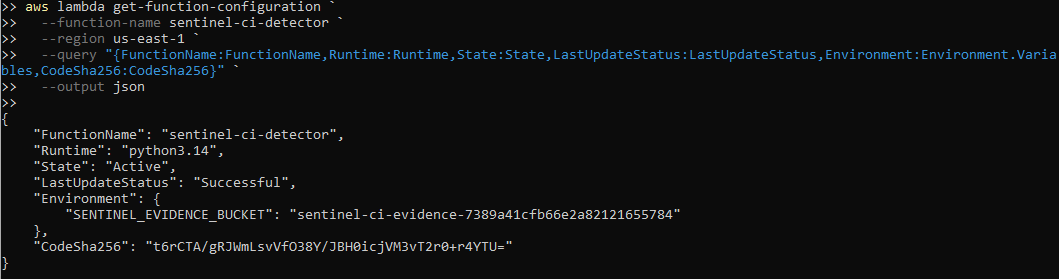 >> aws lambda get-function-configuration `
>>   --function-name sentinel-ci-detector `
>>   --region us-east-1 `
>>   --query "{FunctionName:FunctionName,Runtime:Runtime,State:State,LastUpdateStatus:LastUpdateStatus,Environment:Environment.Varia
bles,CodeSha256:CodeSha256}" `
>>   --output json
>>
{
    "FunctionName": "sentinel-ci-detector",
    "Runtime": "python3.14",
    "State": "Active",
    "LastUpdateStatus": "Successful",
    "Environment": {
        "SENTINEL_EVIDENCE_BUCKET": "sentinel-ci-evidence-7389a41cfb66e2a82121655784"
    },
    "CodeSha256": "t6rCTA/gRJWmLsvVfO38Y/JBH0icjVM3vT2r0+r4YTU="
}